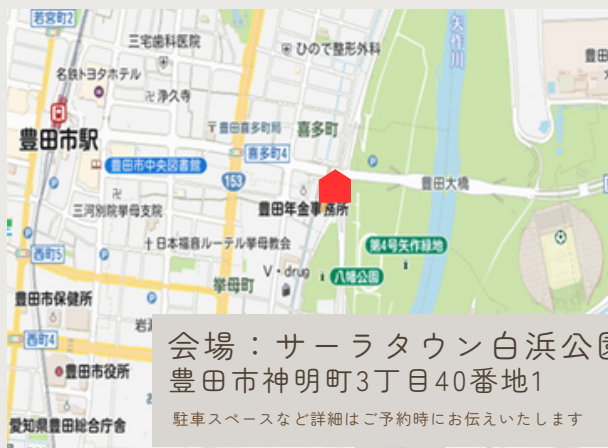 若宮町2
三宅歯科医院
ひので整形外科
矢作川
名鉄トヨタホテル
卍浄久寺
豊田市駅
〒豊田喜多町局
喜多町
豊田市中央図書館
喜多町4
153
P
豊田大橋
卍
三河別院挙母支院
豊田年金事務所
日本福音ルーテル挙母教会
第4号矢作緑地
西町5
V・drug
八幡公園
挙母町
豊田市保健所
西町4
豊田市役所
愛知県豊田総合庁舎
会場：サーラタウン白浜公園
豊田市神明町3丁目40番地1
駐車スペースなど詳細はご予約時にお伝えいたします